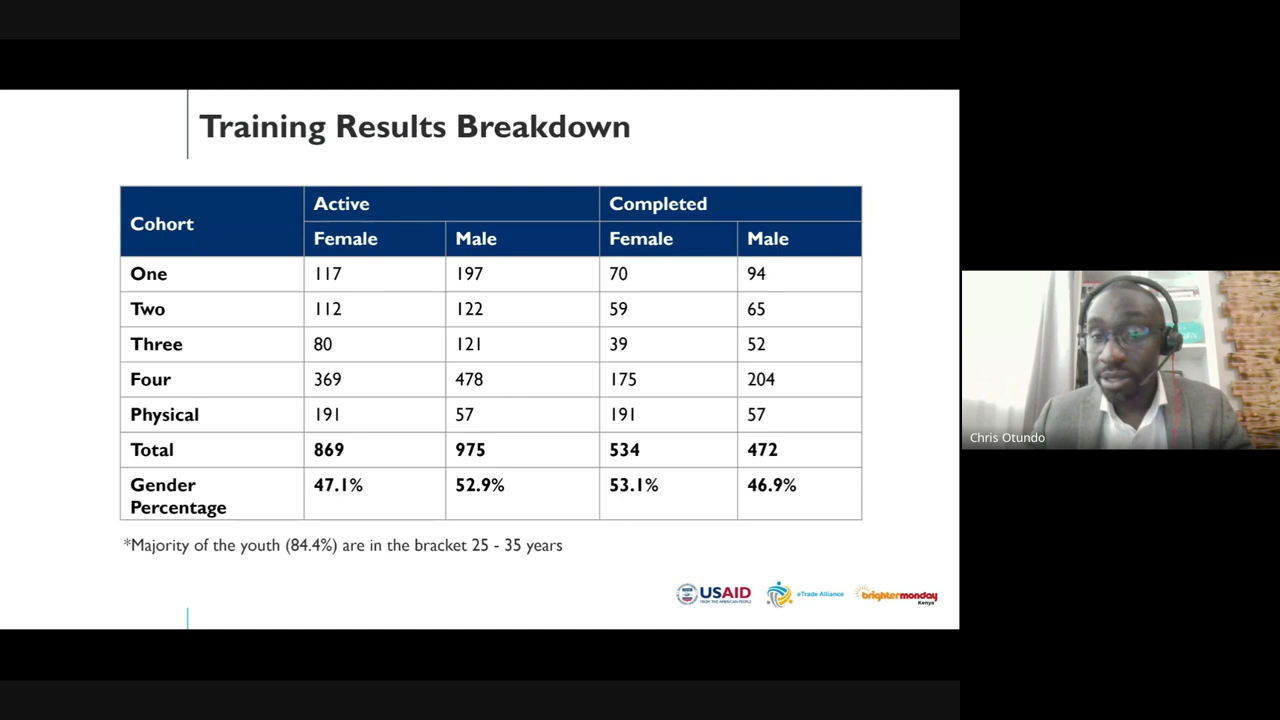 Training Results Breakdown
Cohort Active Completed
Female Male Female Male
One 117 197 70 94
Two 112 122 59 65
Three 80 121 39 52
Four 369 478 175 204
Physical 191 57 191 57
Total 869 975 534 472
Gender Percentage 47.1% 52.9% 53.1% 46.9%
*Majority of the youth (84.4%) are in the bracket 25 - 35 years
USAID
FROM THE AMERICAN PEOPLE
eTrade Alliance
brightermonday
Kenya
Chris Otundo